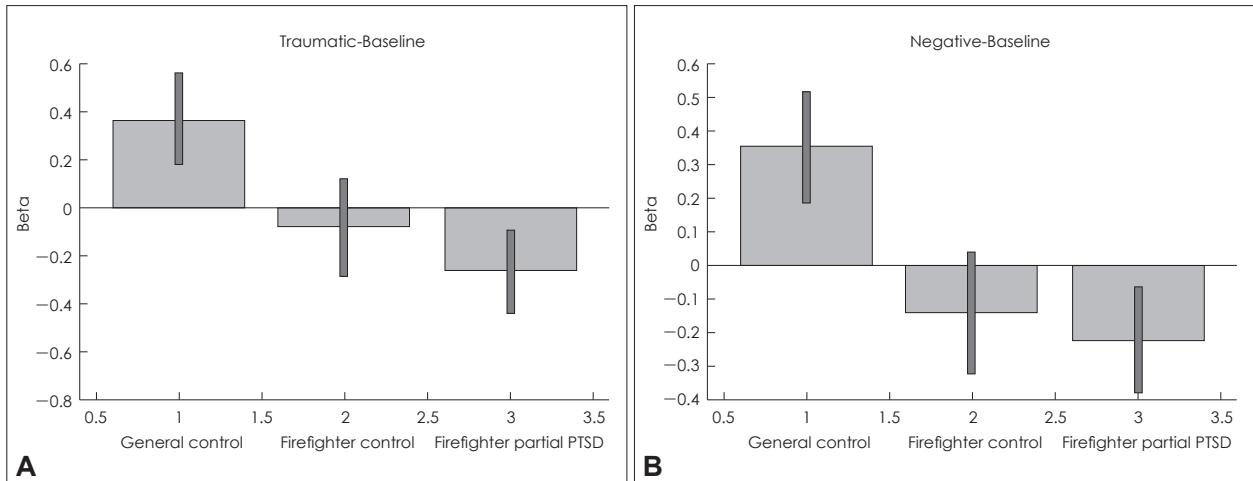 Traumatic-Baseline
0.6
0.4
0.2
0
−0.2
−0.4
−0.6
−0.8
Beta
0.5 1 1.5 2 2.5 3 3.5
General control Firefighter control Firefighter partial PTSD
A
Negative-Baseline
0.6
0.5
0.4
0.3
0.2
0.1
0
−0.1
−0.2
−0.3
−0.4
Beta
0.5 1 1.5 2 2.5 3 3.5
General control Firefighter control Firefighter partial PTSD
B